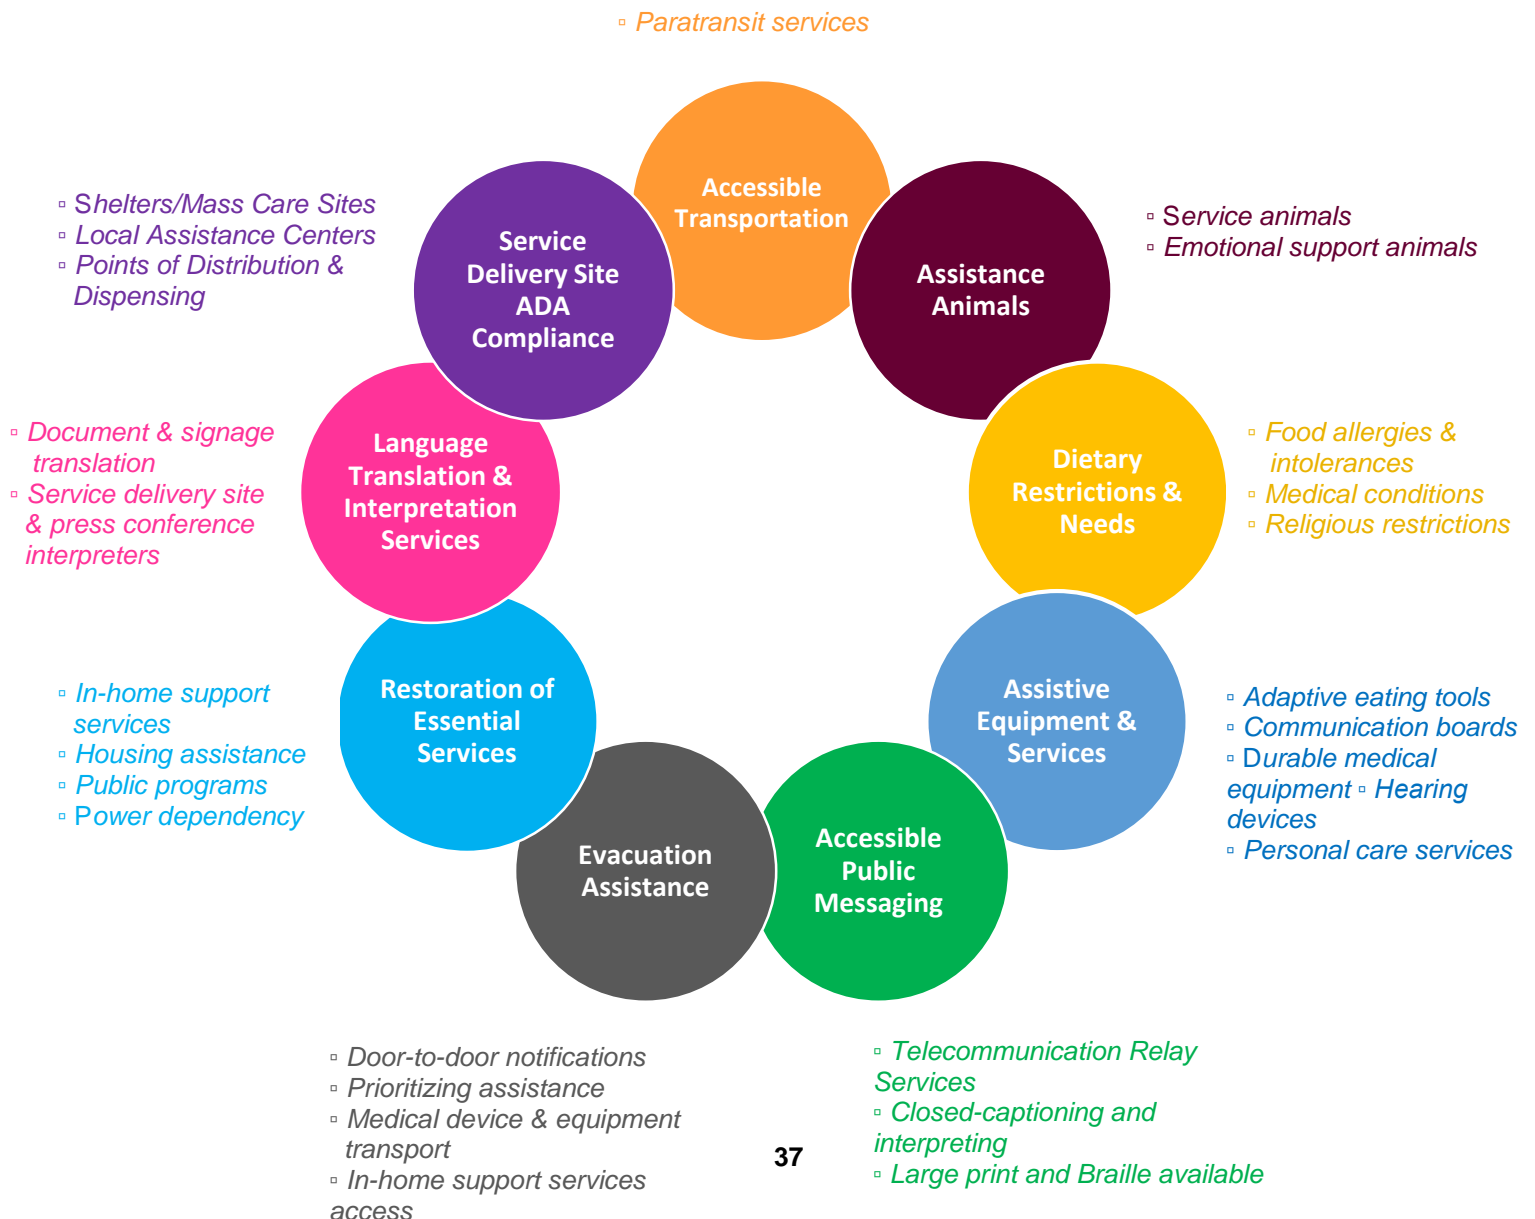 ▫ Paratransit services
Accessible
Transportation
▫ Shelters/Mass Care Sites
▫ Local Assistance Centers
▫ Points of Distribution &
Dispensing
Service
Delivery Site
ADA
Compliance
Assistance
Animals
▫ Service animals
▫ Emotional support animals
▫ Document & signage
translation
▫ Service delivery site
& press conference
interpreters
Language
Translation &
Interpretation
Services
Dietary
Restrictions &
Needs
▫ Food allergies &
intolerances
▫ Medical conditions
▫ Religious restrictions
▫ In-home support
services
▫ Housing assistance
▫ Public programs
▫ Power dependency
Restoration of
Essential
Services
Assistive
Equipment &
Services
▫ Adaptive eating tools
▫ Communication boards
▫ Durable medical
equipment ▫ Hearing
devices
▫ Personal care services
Evacuation
Assistance
Accessible
Public
Messaging
▫ Door-to-door notifications
▫ Prioritizing assistance
▫ Medical device & equipment
transport
▫ In-home support services
access
37
▫ Telecommunication Relay
Services
▫ Closed-captioning and
interpreting
▫ Large print and Braille available